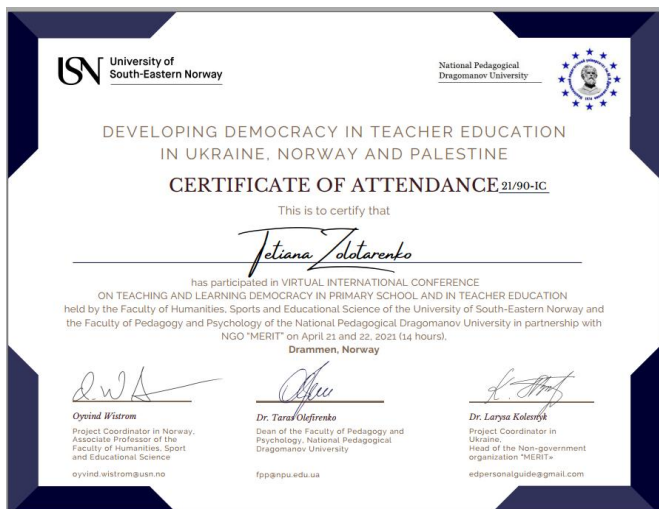 USN University of
South-Eastern Norway
National Pedagogical
Dragomanov University
DEVELOPING DEMOCRACY IN TEACHER EDUCATION
IN UKRAINE, NORWAY AND PALESTINE
CERTIFICATE OF ATTENDANCE 21/90-IC
This is to certify that
Tetiana Zolotarenko
has participated in VIRTUAL INTERNATIONAL CONFERENCE
ON TEACHING AND LEARNING DEMOCRACY IN PRIMARY SCHOOL AND IN TEACHER EDUCATION
held by the Faculty of Humanities, Sports and Educational Science of the University of South-Eastern Norway and
the Faculty of Pedagogy and Psychology of the National Pedagogical Dragomanov University in partnership with
NGO "MERIT" on April 21 and 22, 2021 (14 hours),
Drammen, Norway
Oyvind Wistrom
Project Coordinator in Norway,
Associate Professor of the
Faculty of Humanities, Sport
and Educational Science
oyvind.wistrom@usn.no
Dr. Taras Olefirenko
Dean of the Faculty of Pedagogy and
Psychology, National Pedagogical
Dragomanov University
fpp@npu.edu.ua
Dr. Larysa Kolesnyk
Project Coordinator in
Ukraine,
Head of the Non-government
organization "MERIT»
edpersonalguide@gmail.com